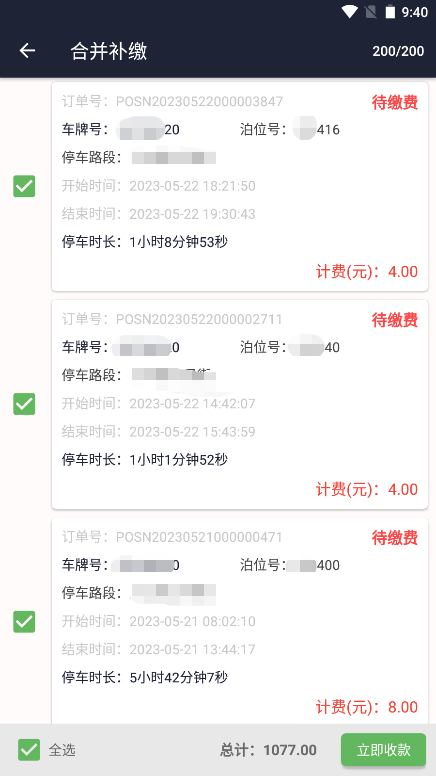 9:40
合并补缴 200/200
订单号：POSN20230522000003847 待缴费
车牌号：20 泊位号：416
停车路段：
开始时间：2023-05-22 18:21:50
结束时间：2023-05-22 19:30:43
停车时长：1小时8分钟53秒
计费(元)：4.00
订单号：POSN20230522000002711 待缴费
车牌号：0 泊位号：40
停车路段：
开始时间：2023-05-22 14:42:07
结束时间：2023-05-22 15:43:59
停车时长：1小时1分钟52秒
计费(元)：4.00
订单号：POSN20230521000000471 待缴费
车牌号：0 泊位号：400
停车路段：
开始时间：2023-05-21 08:02:10
结束时间：2023-05-21 13:44:17
停车时长：5小时42分钟7秒
计费(元)：8.00
全选 总计：1077.00 立即收款